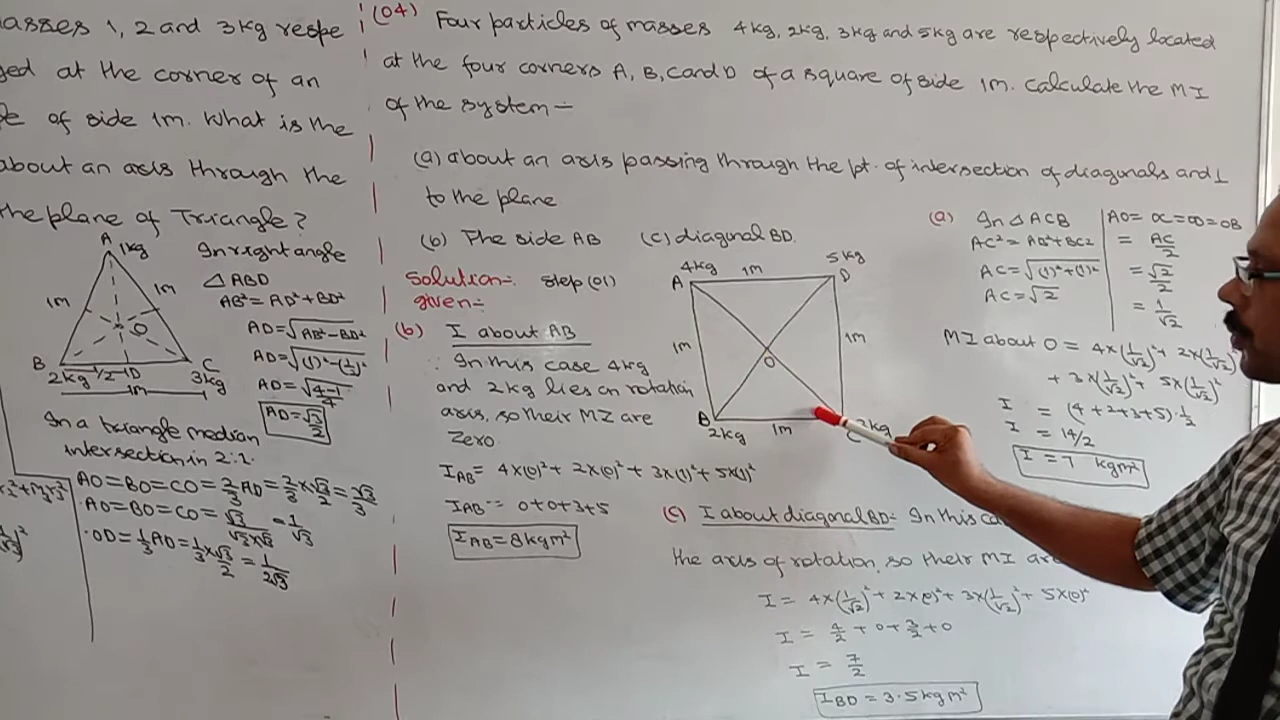 asses 1, 2 and 3kg respe
ged at the corner of an
of side 1m. What is the
about an axis through the
the plane of Triangle?
A
1kg
1m
1m
O
B
C
2kg
1/2
D
3kg
1m
In right angle
△ ABD
AB² = AD² + BD²
AD = √AB² - BD²
AD = √(1)² - (1/2)²
AD = √4-1/4
AD = √3/2
In a triangle median
intersection in 2:1.
AO = BO = CO = 2/3 AD = 2/3 × √3/2 = √3/3
AO = BO = CO = √3/√3×√3 = 1/√3
OD = 1/3 AD = 1/3 × √3/2 = 1/2√3
(04) Four particles of masses 4kg, 2kg, 3kg and 5kg are respectively located
at the four corners A, B, C and D of a square of side 1m. calculate the MI
of the system:-
(a) about an axis passing through the pt. of intersection of diagonals and ⊥
to the plane
(b) The side AB (c) diagonal BD.
Solution:- step (01)
given:-
(b) I about AB
∴ In this case 4kg
and 2kg lies on rotation
axis, so their MI are
Zero.
I_AB = 4×(0)² + 2×(0)² + 3×(1)² + 5×(1)²
I_AB = 0+0+3+5
I_AB = 8kgm²
4kg
1m
5kg
A
D
1m
1m
O
B
2kg
1m
C
(a) In △ ACB
AC² = AB² + BC²
AC = √(1)² + (1)²
AC = √2
AO = OC = OD = OB
= AC/2
= √2/2
= 1/√2
MI about O = 4×(1/√2)² + 2×(1/√2)²
+ 3×(1/√2)² + 5×(1/√2)²
I = (4+2+3+5)·1/2
I = 14/2
I = 7 kgm²
(c) I about diagonal BD:- In this ca
the axis of rotation, so their MI ar
I = 4×(1/√2)² + 2×(0)² + 3×(1/√2)² + 5×(0)²
I = 4/2 + 0 + 3/2 + 0
I = 7/2
I_BD = 3.5kgm²